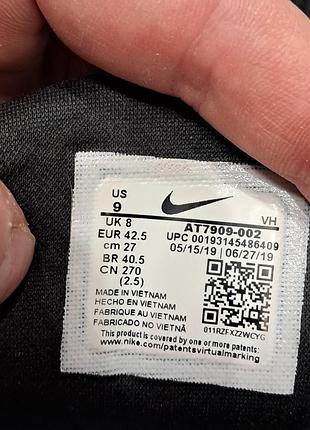 US
9
UK 8
EUR 42.5
cm 27
BR 40.5
CN 270
(2.5)
VH
AT7909-002
UPC 00193145486409
05/15/19 | 06/27/19
MADE IN VIETNAM
HECHO EN VIETNAM
FABRIQUE AU VIETNAM
FABRICADO NO VIETNÃ
011RZFXZ2WCYG
This product is covered by one or more patents.
www.nike.com/patentsvirtualmarking